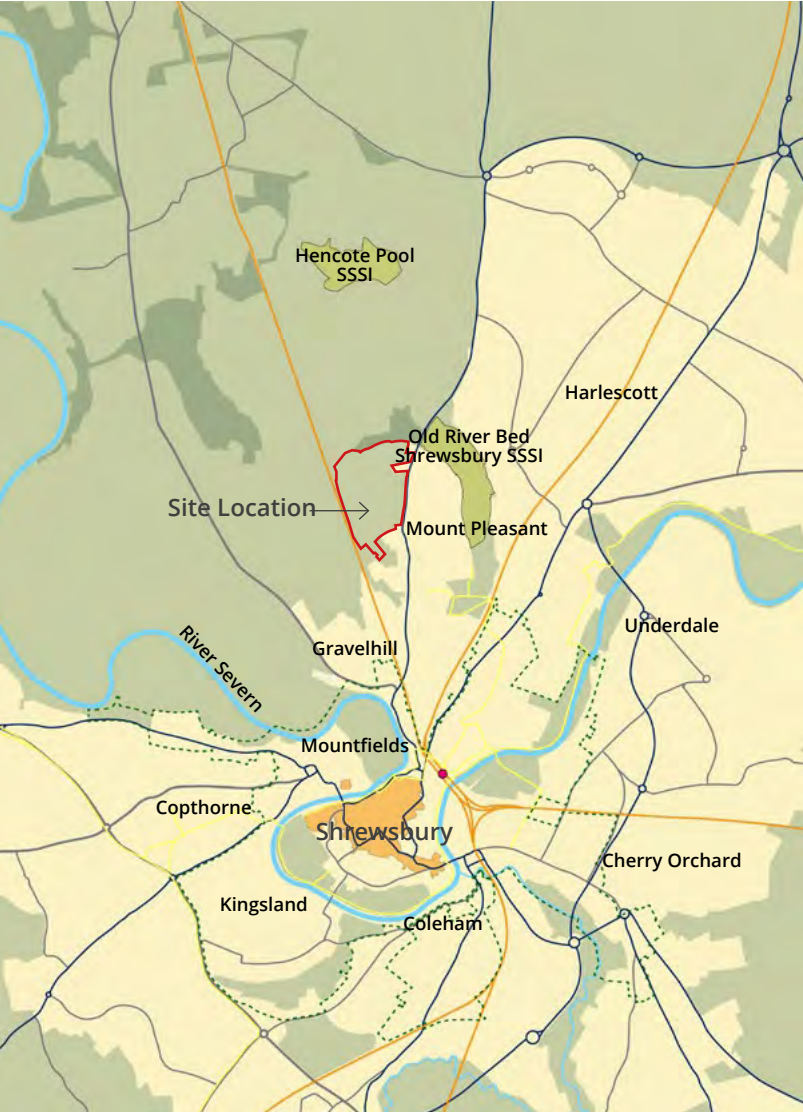 Hencote Pool
SSSI
Harlescott
Old River Bed
Shrewsbury SSSI
Site Location
Mount Pleasant
Underdale
Gravelhill
River Severn
Mountfields
Copthorne
Shrewsbury
Cherry Orchard
Kingsland
Coleham